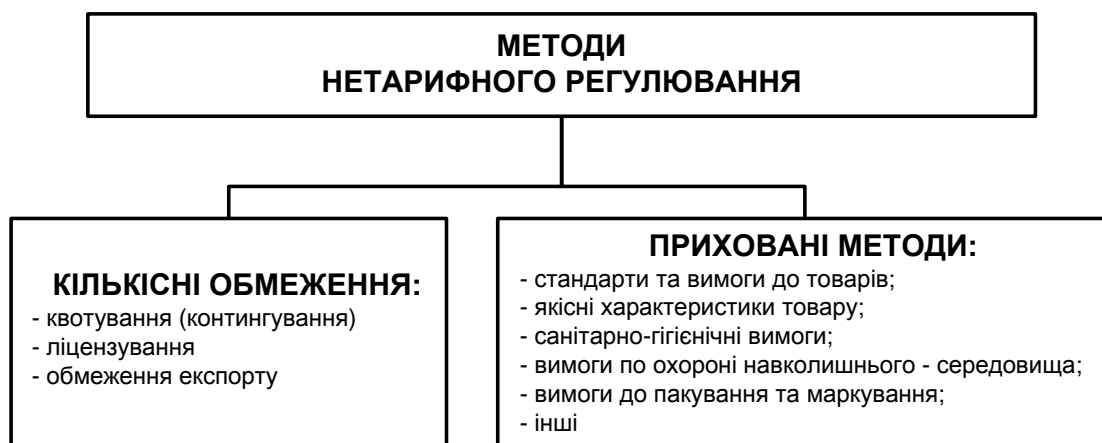 МЕТОДИ
НЕТАРИФНОГО РЕГУЛЮВАННЯ
КІЛЬКІСНІ ОБМЕЖЕННЯ:
- квотування (контингування)
- ліцензування
- обмеження експорту
ПРИХОВАНІ МЕТОДИ:
- стандарти та вимоги до товарів;
- якісні характеристики товару;
- санітарно-гігієнічні вимоги;
- вимоги по охороні навколишнього - середовища;
- вимоги до пакування та маркування;
- інші